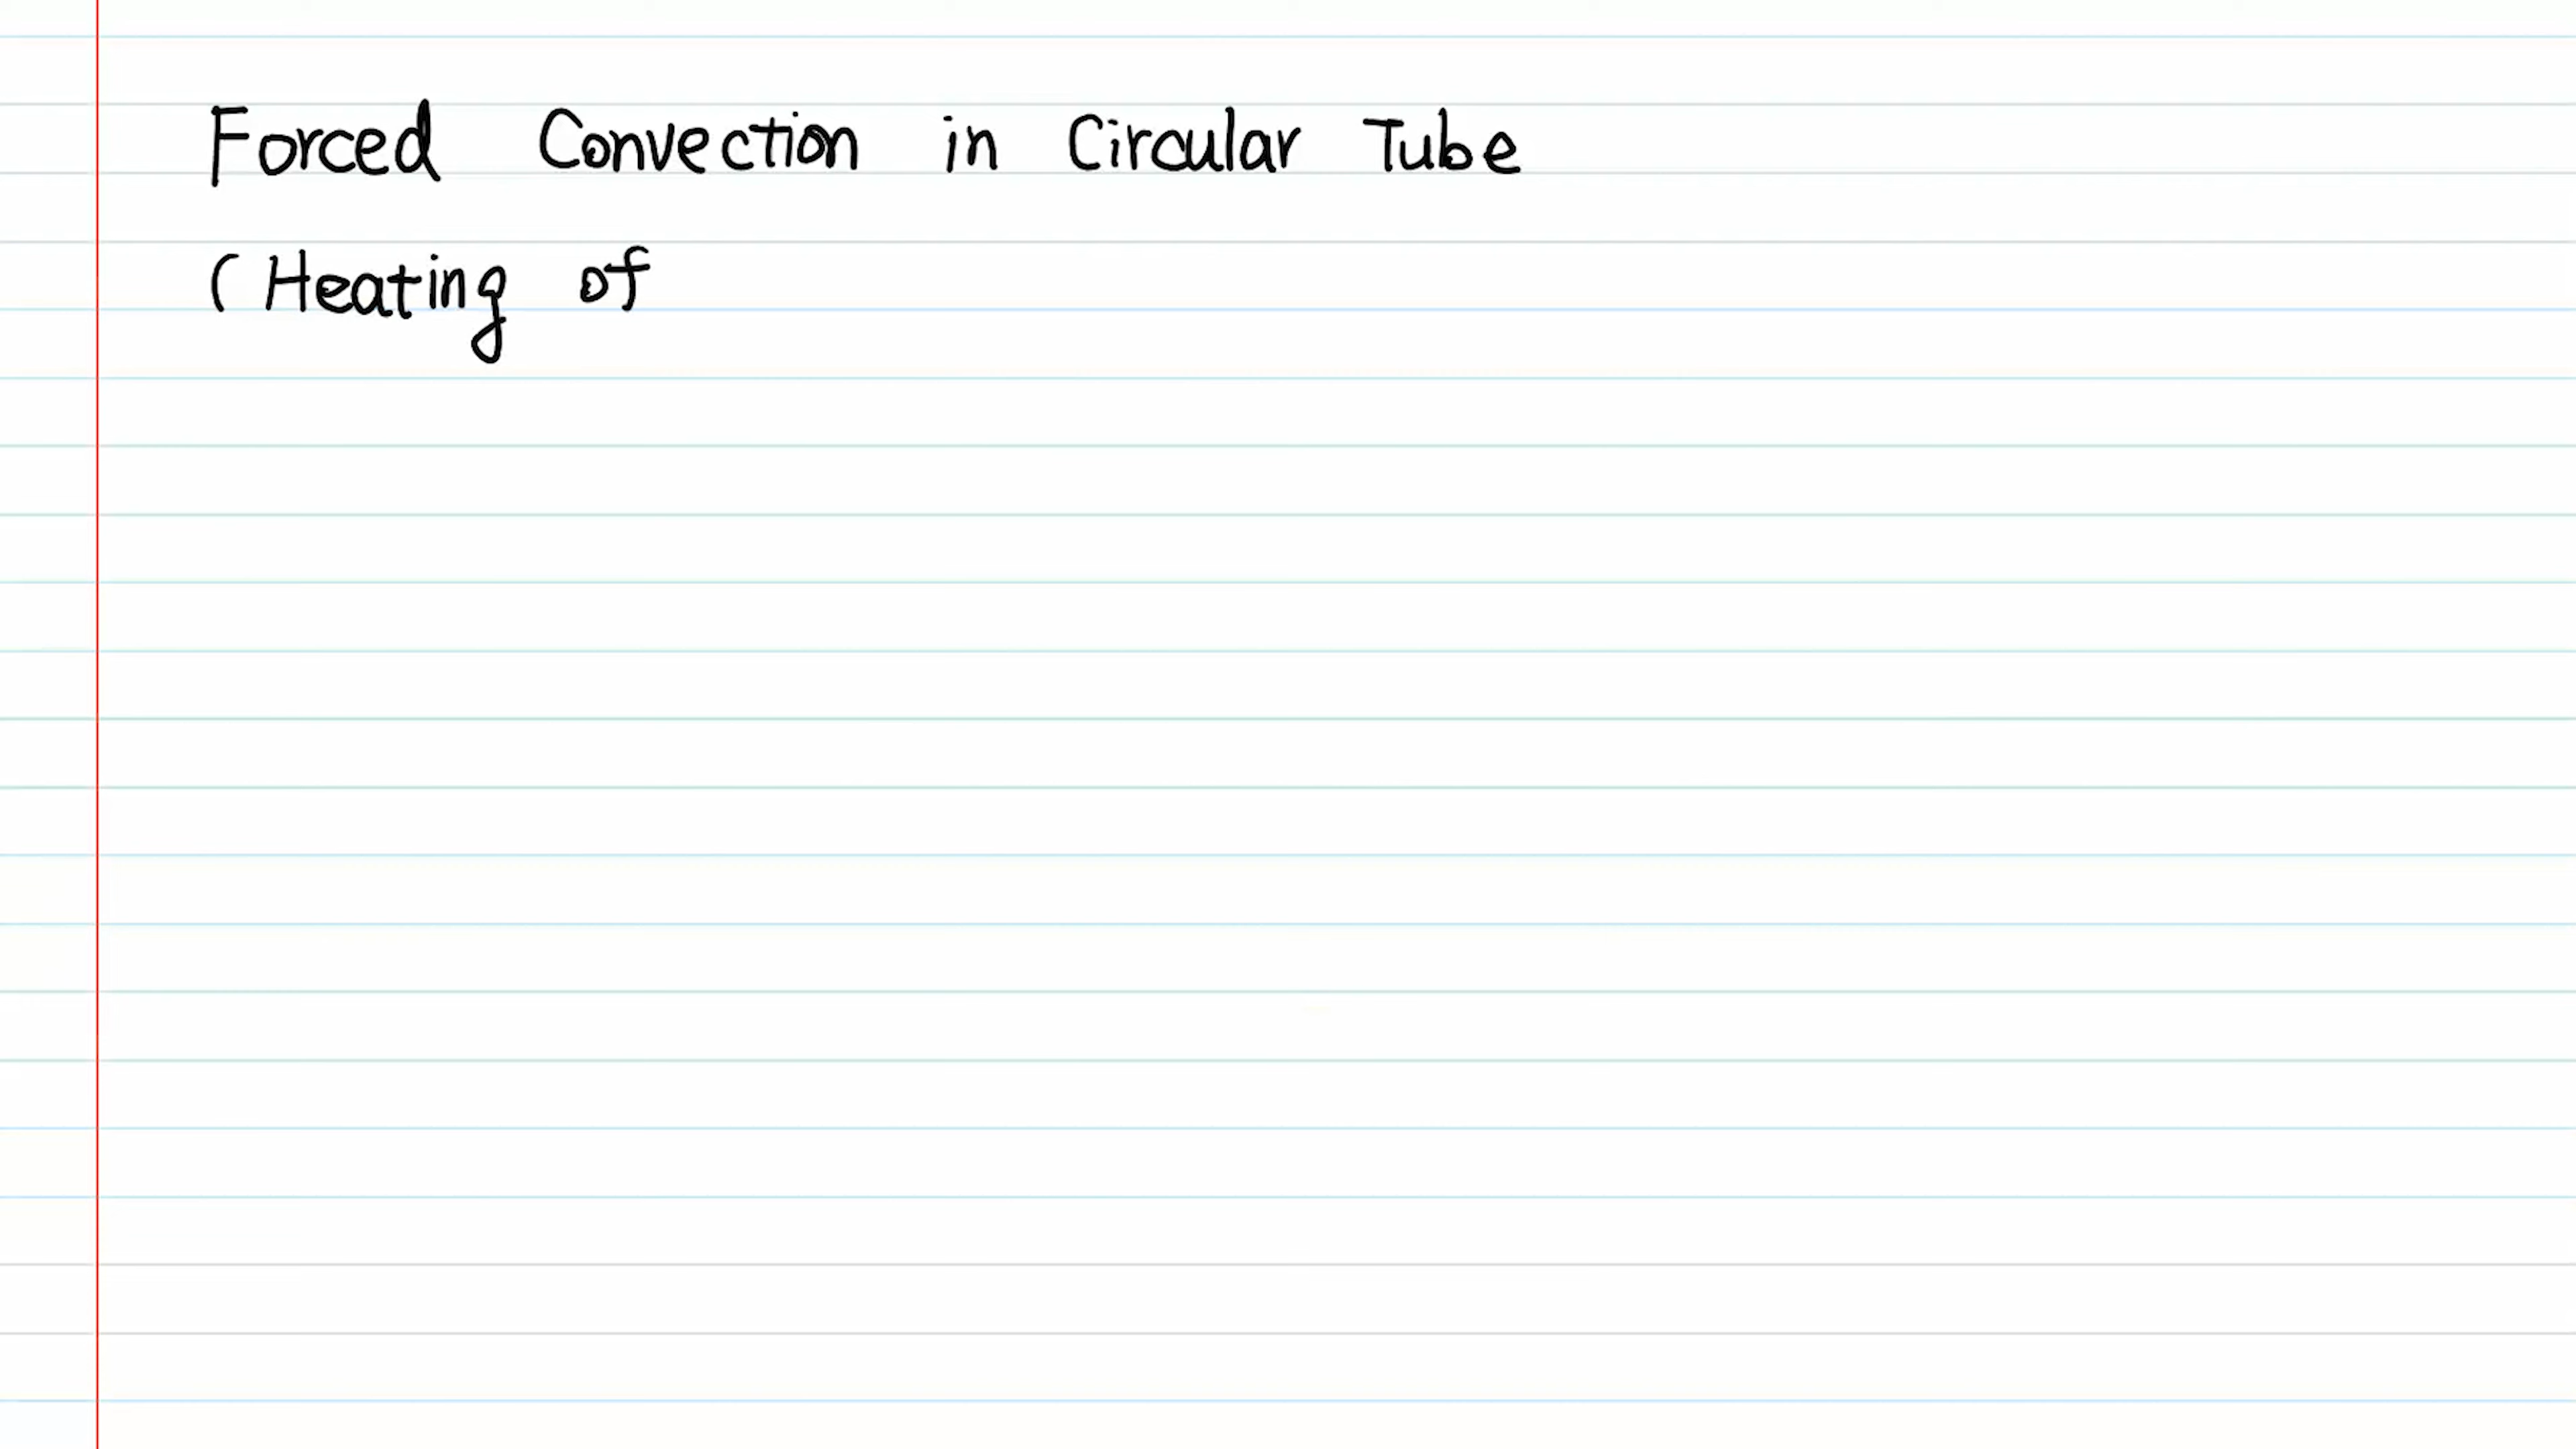 Forced Convection in Circular Tube
(Heating of